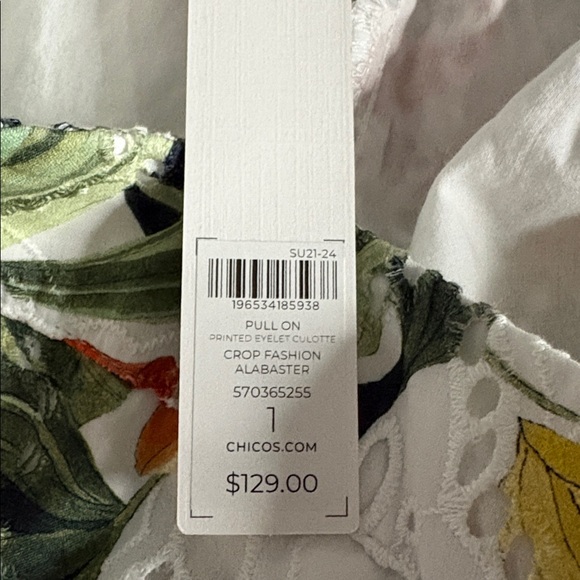 SU21-24
196534185938
PULL ON
PRINTED EYELET CULOTTE
CROP FASHION
ALABASTER
570365255
1
CHICOS.COM
$129.00